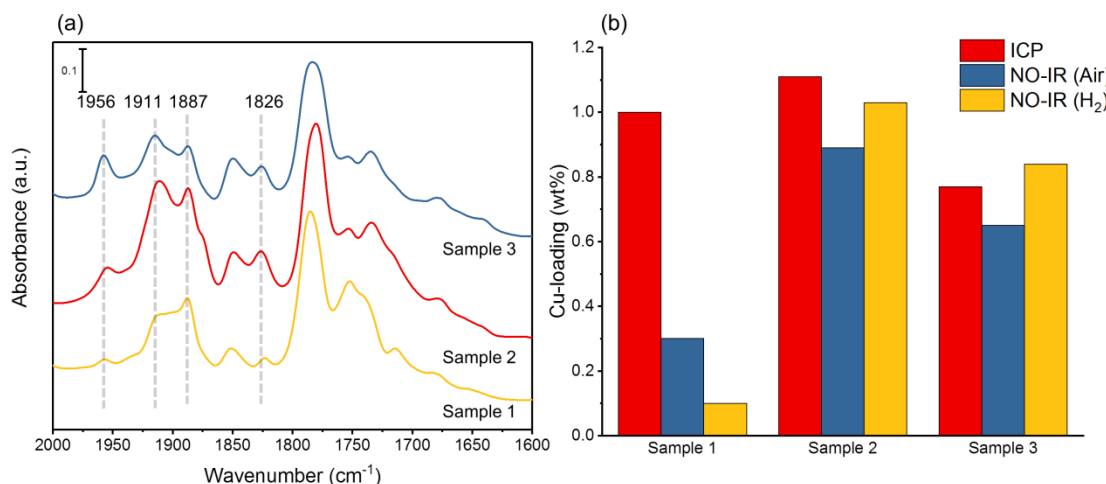 (a)
0.1
1956 1911 1887 1826
Sample 3
Sample 2
Sample 1
Absorbance (a.u.)
2000 1950 1900 1850 1800 1750 1700 1650 1600
Wavenumber (cm⁻¹)
(b)
ICP
NO-IR (Air)
NO-IR (H₂)
Cu-loading (wt%)
1.2
1.0
0.8
0.6
0.4
0.2
0.0
Sample 1 Sample 2 Sample 3